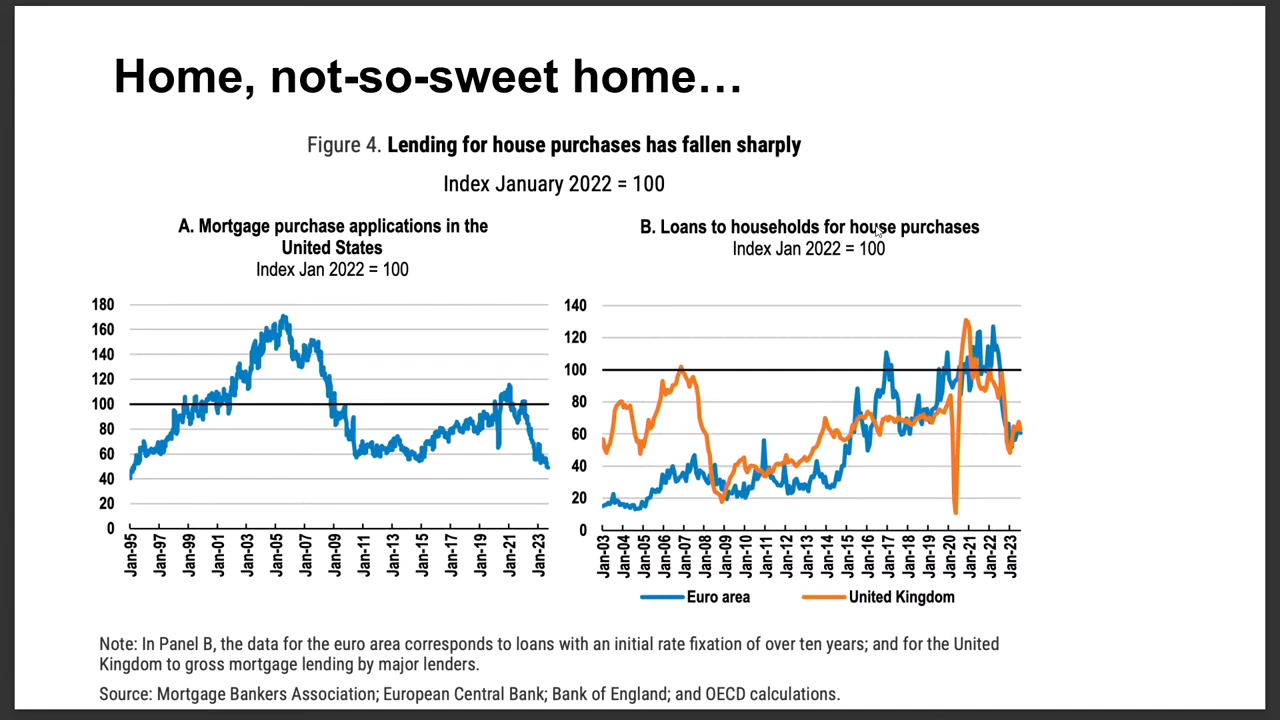 Home, not-so-sweet home…
Figure 4. Lending for house purchases has fallen sharply
Index January 2022 = 100
A. Mortgage purchase applications in the
United States
Index Jan 2022 = 100
180
160
140
120
100
80
60
40
20
0
Jan-95
Jan-97
Jan-99
Jan-01
Jan-03
Jan-05
Jan-07
Jan-09
Jan-11
Jan-13
Jan-15
Jan-17
Jan-19
Jan-21
Jan-23
B. Loans to households for house purchases
Index Jan 2022 = 100
140
120
100
80
60
40
20
0
Jan-03
Jan-04
Jan-05
Jan-06
Jan-07
Jan-08
Jan-09
Jan-10
Jan-11
Jan-12
Jan-13
Jan-14
Jan-15
Jan-16
Jan-17
Jan-18
Jan-19
Jan-20
Jan-21
Jan-22
Jan-23
Euro area
United Kingdom
Note: In Panel B, the data for the euro area corresponds to loans with an initial rate fixation of over ten years; and for the United
Kingdom to gross mortgage lending by major lenders.
Source: Mortgage Bankers Association; European Central Bank; Bank of England; and OECD calculations.